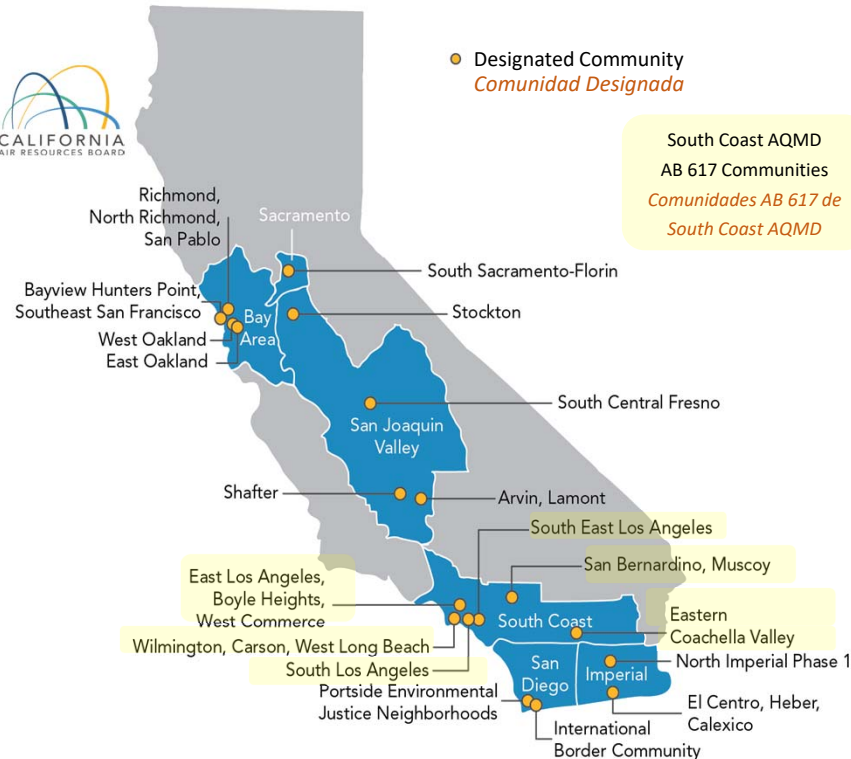 Designated Community
Comunidad Designada
CALIFORNIA
AIR RESOURCES BOARD
South Coast AQMD
AB 617 Communities
Comunidades AB 617 de
South Coast AQMD
Richmond,
North Richmond,
San Pablo
Sacramento
South Sacramento-Florin
Bayview Hunters Point,
Southeast San Francisco
Bay
Area
Stockton
West Oakland
East Oakland
South Central Fresno
San Joaquin
Valley
Shafter
Arvin, Lamont
South East Los Angeles
San Bernardino, Muscoy
East Los Angeles,
Boyle Heights,
West Commerce
South Coast
Eastern
Coachella Valley
Wilmington, Carson, West Long Beach
South Los Angeles
San
Diego
Imperial
North Imperial Phase 1
Portside Environmental
Justice Neighborhoods
El Centro, Heber,
Calexico
International
Border Community